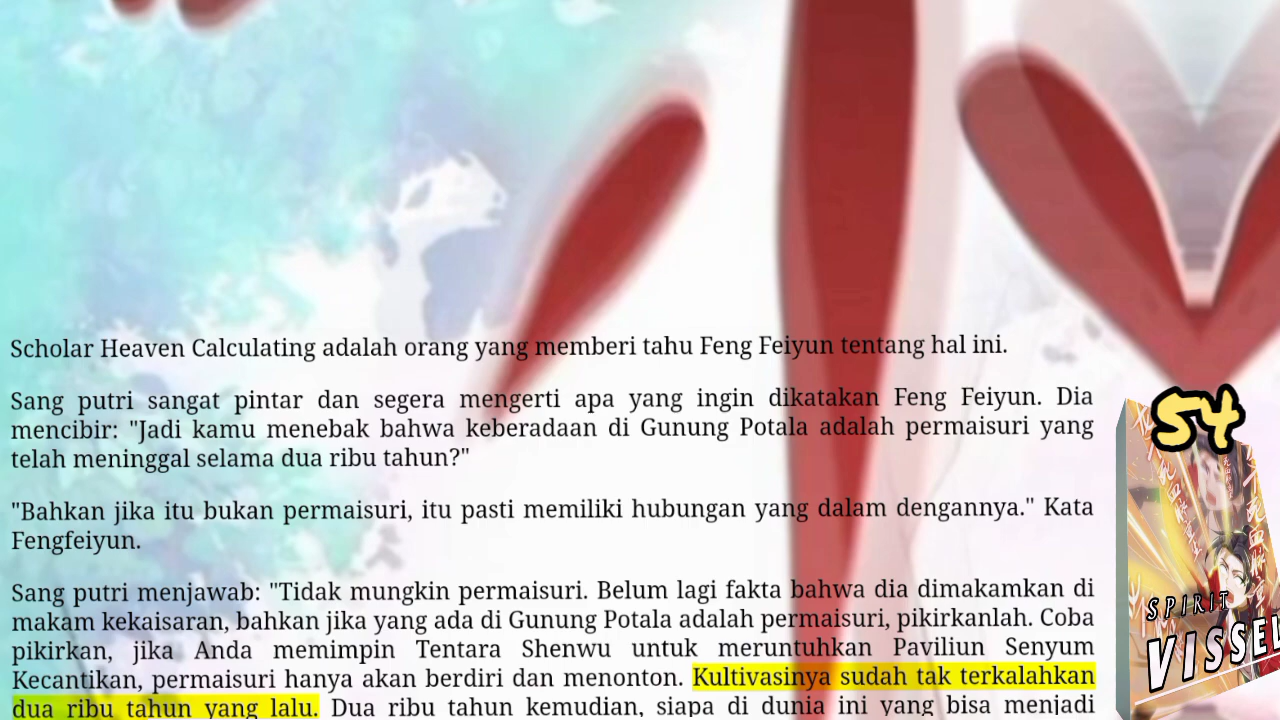 Scholar Heaven Calculating adalah orang yang memberi tahu Feng Feiyun tentang hal ini.
Sang putri sangat pintar dan segera mengerti apa yang ingin dikatakan Feng Feiyun. Dia
mencibir: "Jadi kamu menebak bahwa keberadaan di Gunung Potala adalah permaisuri yang
telah meninggal selama dua ribu tahun?"
"Bahkan jika itu bukan permaisuri, itu pasti memiliki hubungan yang dalam dengannya." Kata
Fengfeiyun.
Sang putri menjawab: "Tidak mungkin permaisuri. Belum lagi fakta bahwa dia dimakamkan di
makam kekaisaran, bahkan jika yang ada di Gunung Potala adalah permaisuri, pikirkanlah. Coba
pikirkan, jika Anda memimpin Tentara Shenwu untuk meruntuhkan Paviliun Senyum
Kecantikan, permaisuri hanya akan berdiri dan menonton. Kultivasinya sudah tak terkalahkan
dua ribu tahun yang lalu. Dua ribu tahun kemudian, siapa di dunia ini yang bisa menjadi
54
SPIRIT
VISSEL